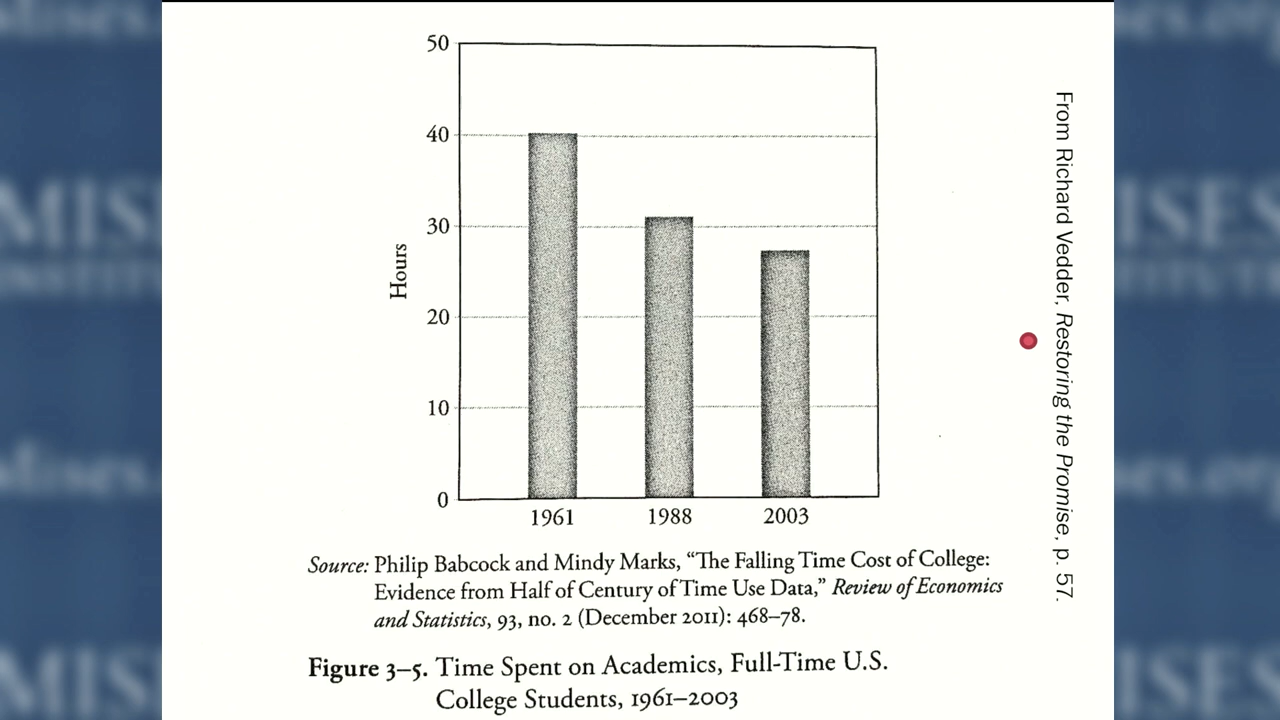 50
40
30
20
10
0
Hours
1961 1988 2003
Source: Philip Babcock and Mindy Marks, “The Falling Time Cost of College:
Evidence from Half of Century of Time Use Data,” Review of Economics
and Statistics, 93, no. 2 (December 2011): 468–78.
Figure 3–5. Time Spent on Academics, Full-Time U.S.
College Students, 1961–2003
From Richard Vedder, Restoring the Promise, p. 57.